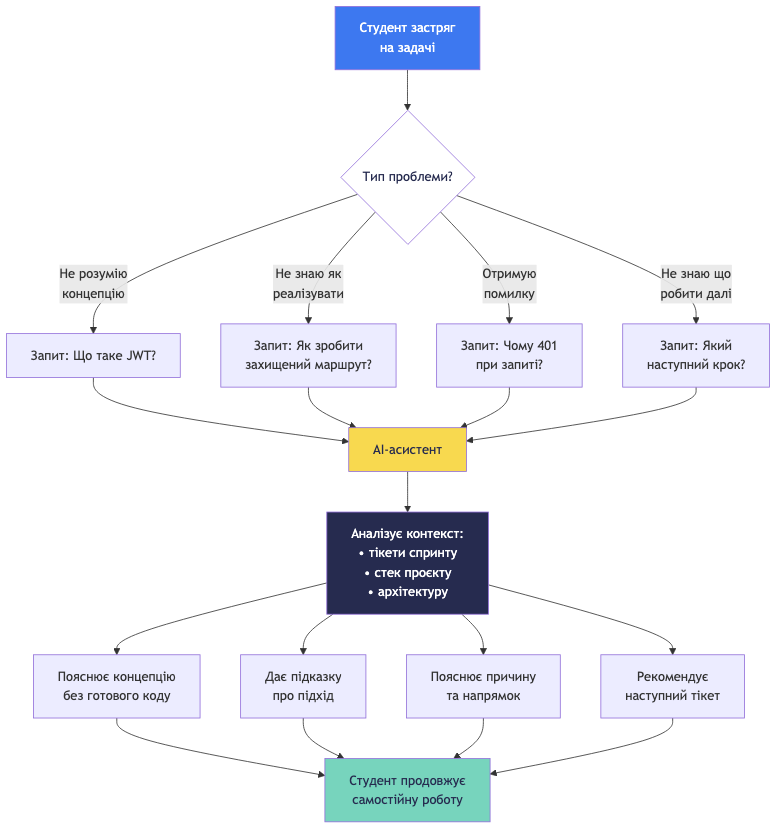 Студент застряг
на задачі
Тип проблеми?
Не розумію
концепцію
Не знаю як
реалізувати
Отримую
помилку
Не знаю що
робити далі
Запит: Що таке JWT?
Запит: Як зробити
захищений маршрут?
Запит: Чому 401
при запиті?
Запит: Який
наступний крок?
AI-асистент
Аналізує контекст:
• тікети спринту
• стек проєкту
• архітектуру
Пояснює концепцію
без готового коду
Дає підказку
про підхід
Пояснює причину
та напрямок
Рекомендує
наступний тікет
Студент продовжує
самостійну роботу